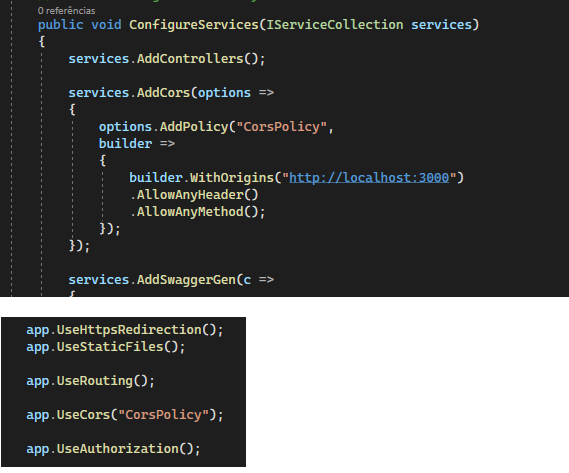 0 referências
public void ConfigureServices(IServiceCollection services)
{
services.AddControllers();
services.AddCors(options =>
{
options.AddPolicy("CorsPolicy",
builder =>
{
builder.WithOrigins("http://localhost:3000")
.AllowAnyHeader()
.AllowAnyMethod();
});
});
services.AddSwaggerGen(c =>
{
app.UseHttpsRedirection();
app.UseStaticFiles();
app.UseRouting();
app.UseCors("CorsPolicy");
app.UseAuthorization();